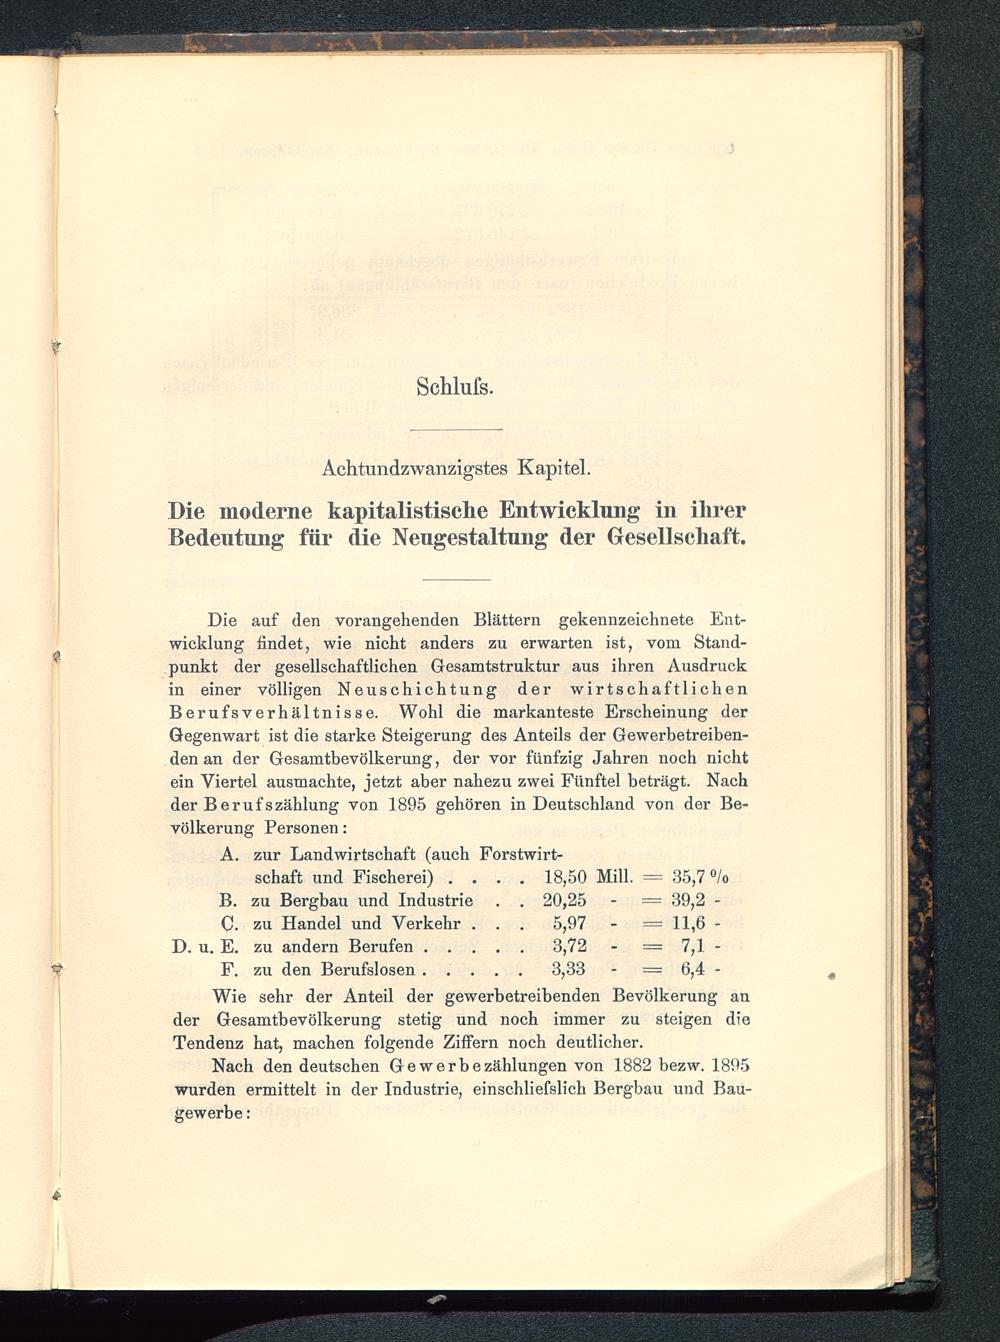 Schluſs.
Achtundzwanzigstes Kapitel.
Die moderne kapitalistische Entwicklung in ihrer
Bedeutung für die Neugestaltung der Gesellschaft.
Die auf den vorangehenden Blättern gekennzeichnete Ent-
wicklung findet, wie nicht anders zu erwarten ist, vom Stand-
punkt der gesellschaftlichen Gesamtstruktur aus ihren Ausdruck
in einer völligen Neuschichtung der wirtschaftlichen
Berufsverhältnisse. Wohl die markanteste Erscheinung der
Gegenwart ist die starke Steigerung des Anteils der Gewerbetreiben-
den an der Gesamtbevölkerung, der vor fünfzig Jahren noch nicht
ein Viertel ausmachte, jetzt aber nahezu zwei Fünftel beträgt. Nach
der Berufszählung von 1895 gehören in Deutschland von der Be-
völkerung Personen:
A. zur Landwirtschaft (auch Forstwirt-
schaft und Fischerei) . . . . 18,50 Mill. = 35,7 %
B. zu Bergbau und Industrie . . 20,25 - = 39,2 -
C. zu Handel und Verkehr . . . 5,97 - = 11,6 -
D. u. E. zu andern Berufen . . . . . 3,72 - = 7,1 -
F. zu den Berufslosen . . . . . 3,33 - = 6,4 -
Wie sehr der Anteil der gewerbetreibenden Bevölkerung an
der Gesamtbevölkerung stetig und noch immer zu steigen die
Tendenz hat, machen folgende Ziffern noch deutlicher.
Nach den deutschen Gewerbezählungen von 1882 bezw. 1895
wurden ermittelt in der Industrie, einschlieſslich Bergbau und Bau-
gewerbe: